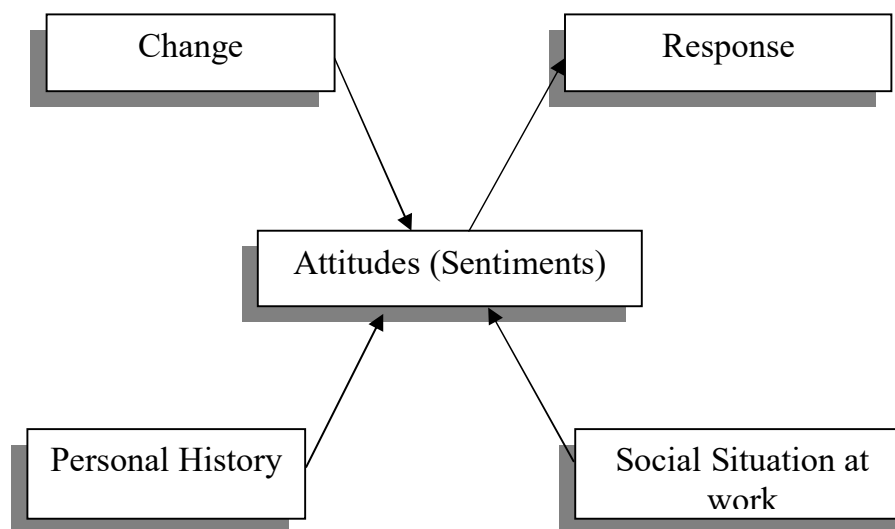 Change
Response
Attitudes (Sentiments)
Personal History
Social Situation at
work